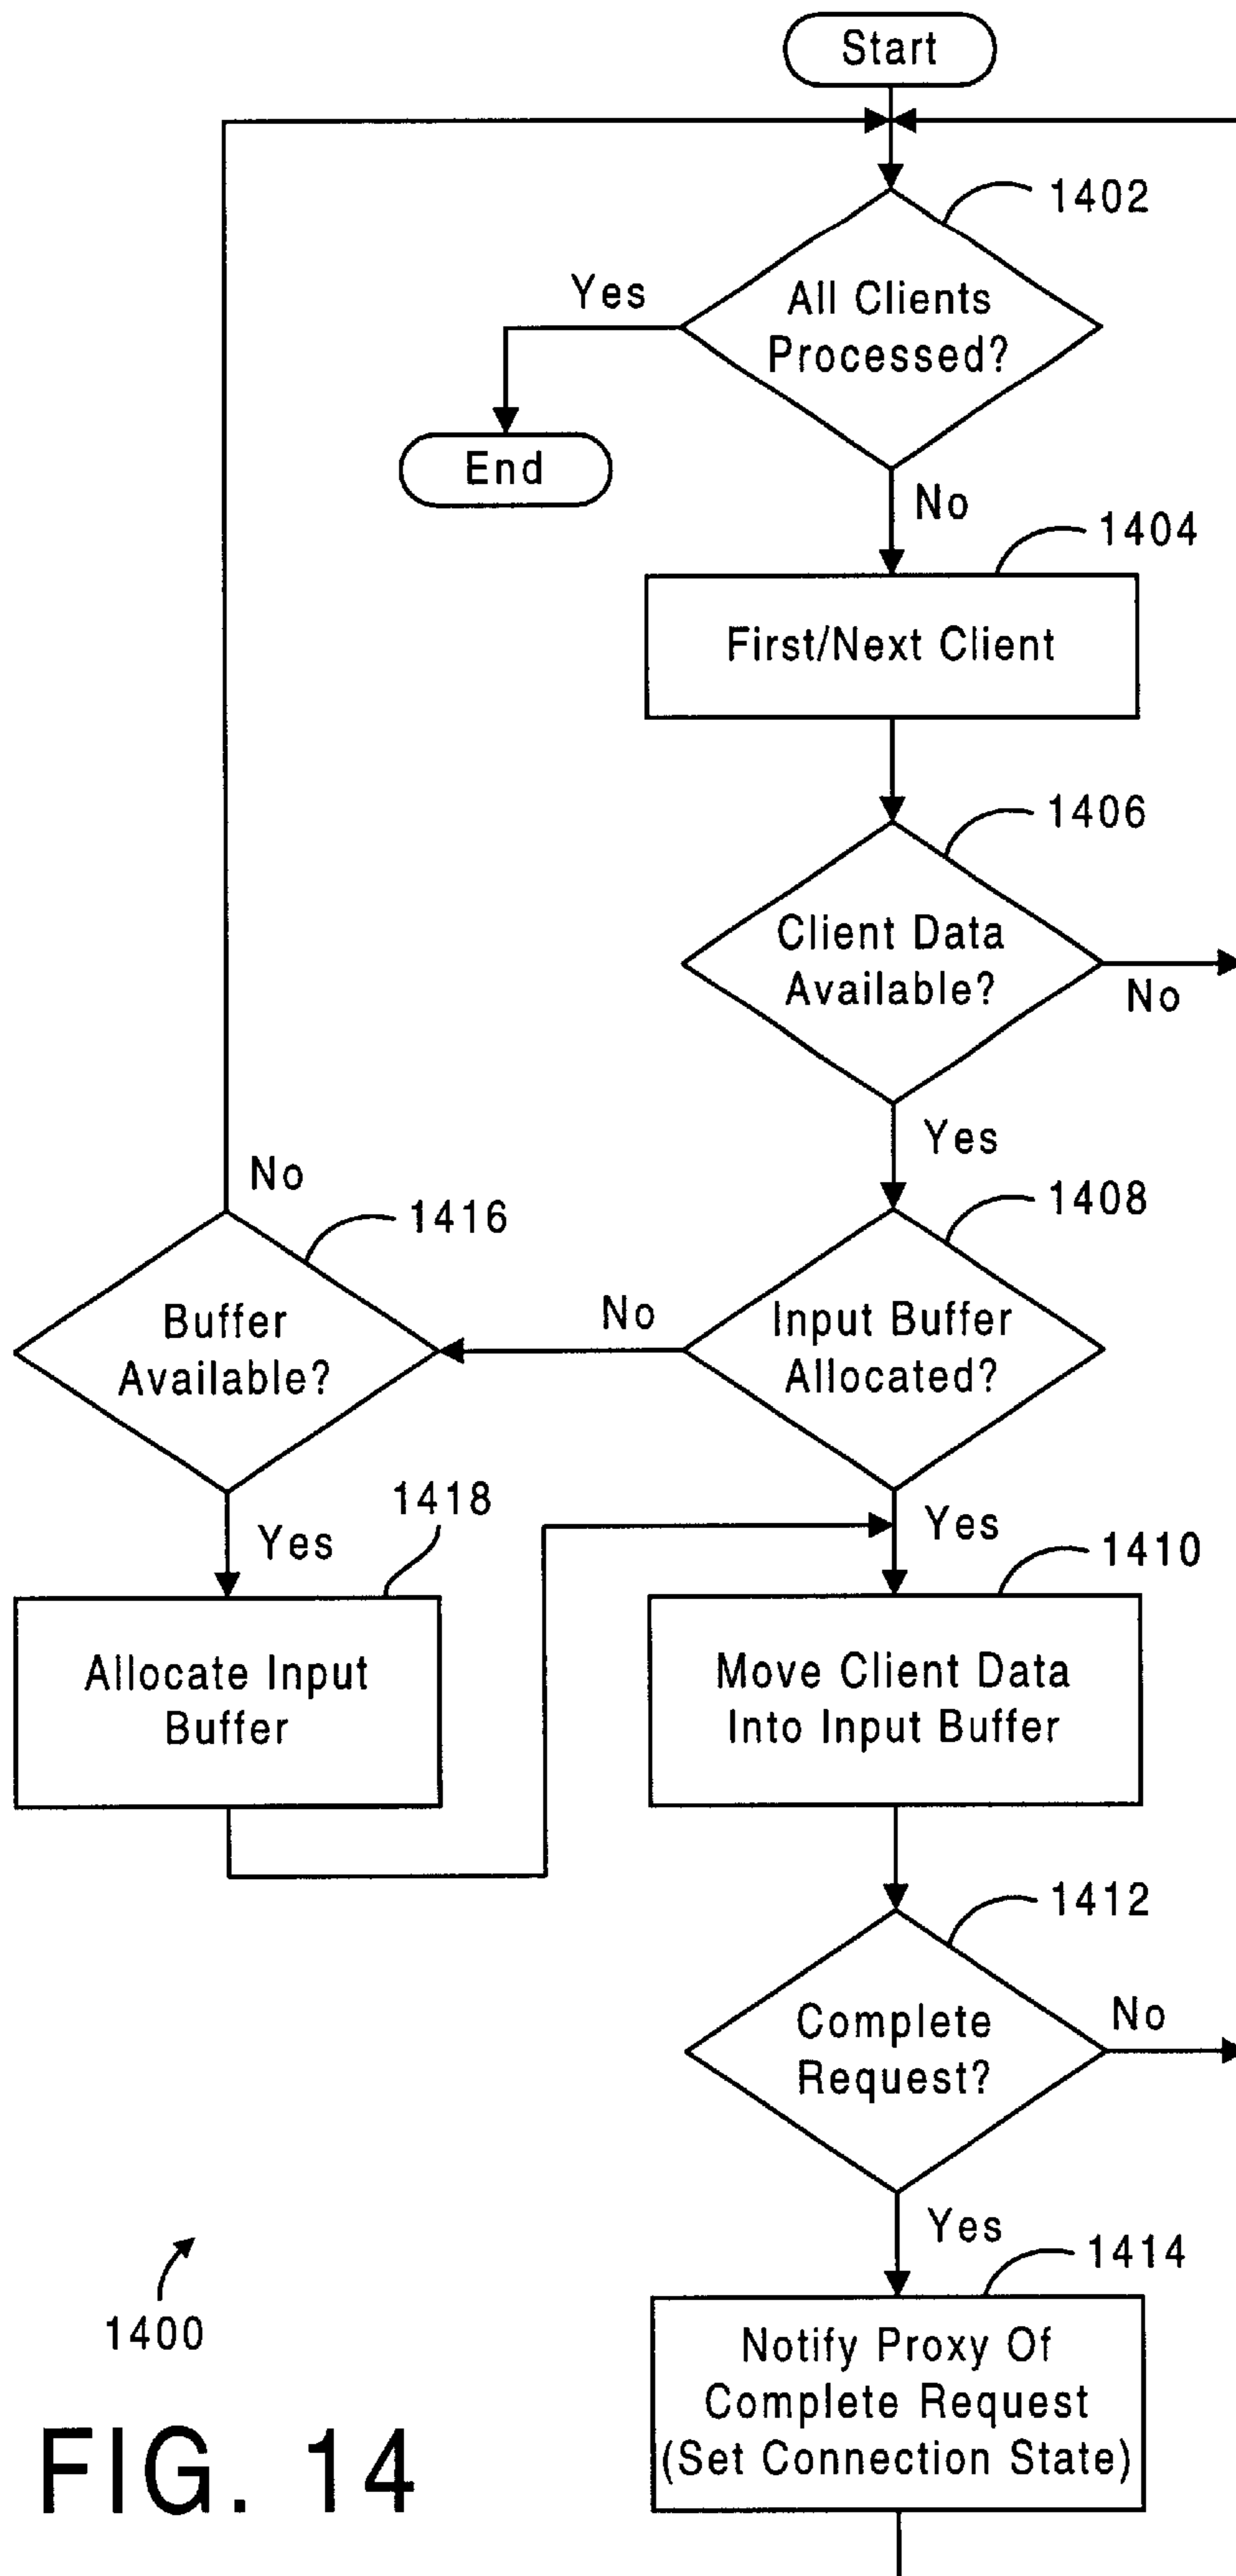 Start
1402
All Clients
Processed?
Yes
End
No
1404
First/Next Client
1406
Client Data
Available?
No
Yes
1408
Input Buffer
Allocated?
No
1416
Buffer
Available?
No
Yes
1418
Allocate Input
Buffer
Yes
1410
Move Client Data
Into Input Buffer
1412
Complete
Request?
No
Yes
1414
Notify Proxy Of
Complete Request
(Set Connection State)
1400
FIG. 14